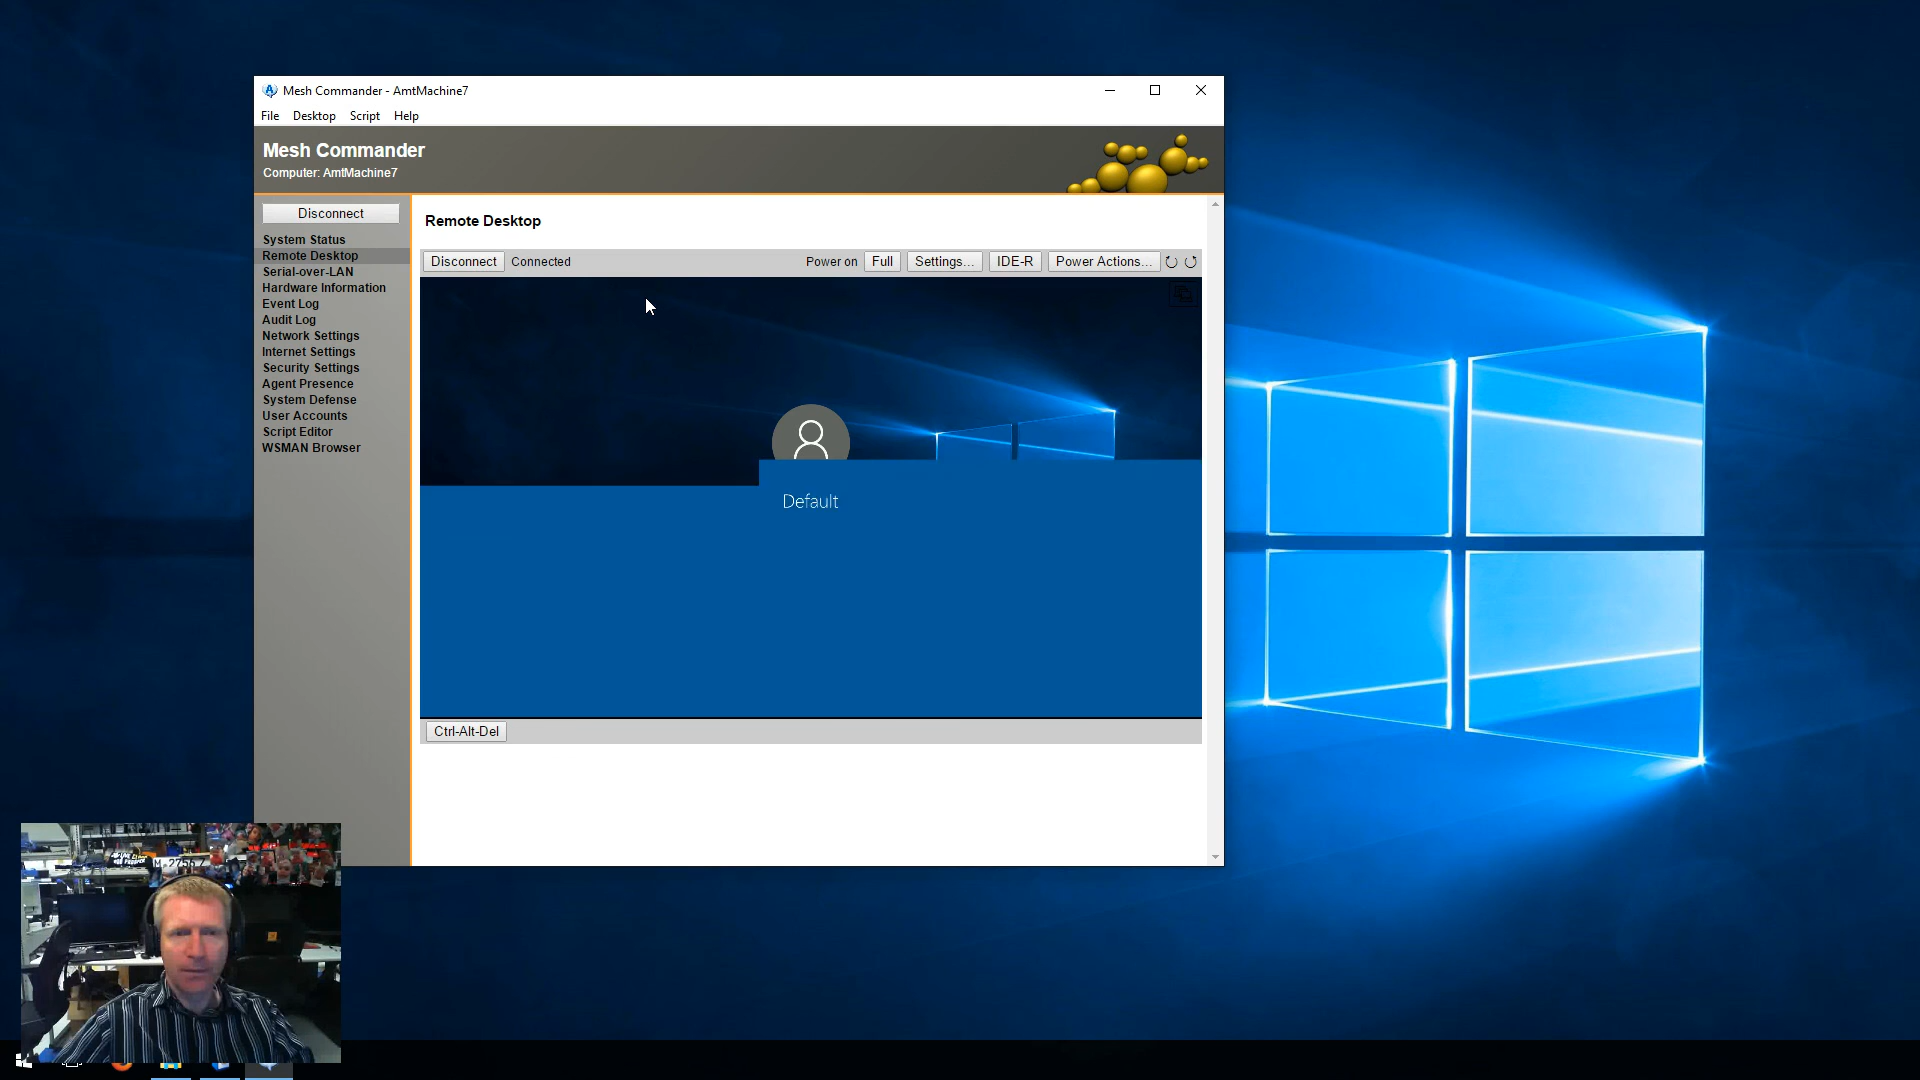 Mesh Commander - AmtMachine7
File Desktop Script Help
Mesh Commander
Computer: AmtMachine7
Disconnect
System Status
Remote Desktop
Serial-over-LAN
Hardware Information
Event Log
Audit Log
Network Settings
Internet Settings
Security Settings
Agent Presence
System Defense
User Accounts
Script Editor
WSMAN Browser
Remote Desktop
Disconnect Connected Power on Full Settings... IDE-R Power Actions...
Default
Ctrl-Alt-Del